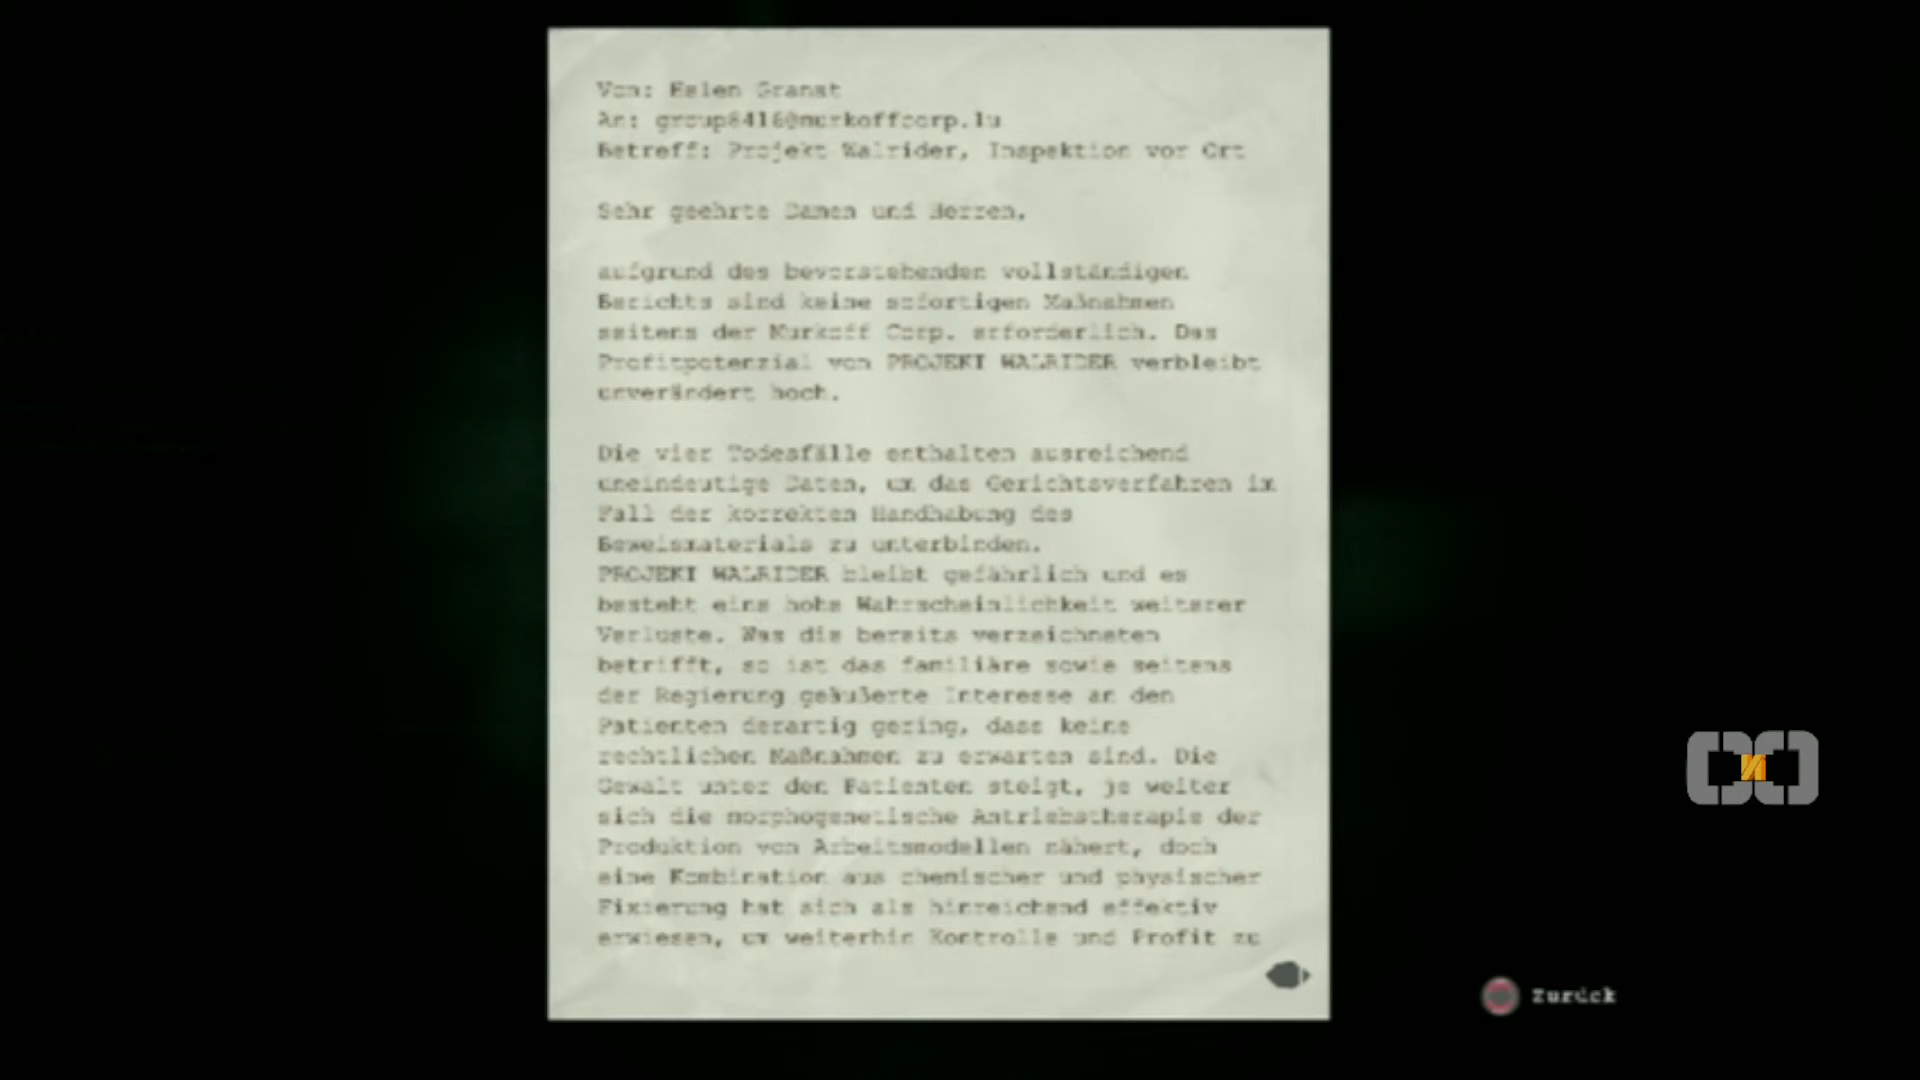 Von: Helen Granat
An: group8416@murkoffcorp.lu
Betreff: Projekt Walrider, Inspektion vor Ort
Sehr geehrte Damen und Herren,
aufgrund des bevorstehenden vollständigen
Berichts sind keine sofortigen Maßnahmen
seitens der Murkoff Corp. erforderlich. Das
Profitpotenzial von PROJEKT WALRIDER verbleibt
unverändert hoch.
Die vier Todesfälle enthalten ausreichend
uneindeutige Daten, um das Gerichtsverfahren im
Fall der korrekten Handhabung des
Beweismaterials zu unterbinden.
PROJEKT WALRIDER bleibt gefährlich und es
besteht eine hohe Wahrscheinlichkeit weiterer
Verluste. Was die bereits verzeichneten
betrifft, so ist das familiäre sowie seitens
der Regierung geäußerte Interesse an den
Patienten derartig gering, dass keine
rechtlichen Maßnahmen zu erwarten sind. Die
Gewalt unter den Patienten steigt, je weiter
sich die morphogenetische Antriebstherapie der
Produktion von Arbeitsmodellen nähert, doch
eine Kombination aus chemischer und physischer
Fixierung hat sich als hinreichend effektiv
erwiesen, um weiterhin Kontrolle und Profit zu
Zurück